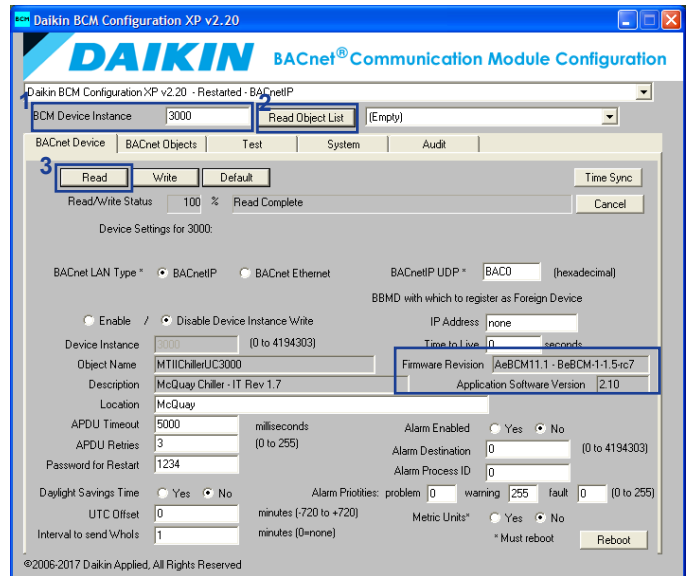 BCM Daikin BCM Configuration XP v2.20
DAIKIN BACnet® Communication Module Configuration
Daikin BCM Configuration XP v2.20 - Restarted - BACnetIP
1 BCM Device Instance 3000 2 Read Object List (Empty)
BACnet Device BACnet Objects Test System Audit
3 Read Write Default Time Sync
Read/Write Status 100 % Read Complete Cancel
Device Settings for 3000:
BACnet LAN Type * BACnetIP BACnet Ethernet BACnetIP UDP * BAC0 (hexadecimal)
BBMD with which to register as Foreign Device
Enable / Disable Device Instance Write IP Address none
Device Instance 3000 (0 to 4194303) Time to Live 0 seconds
Object Name MTIIChillerUC3000 Firmware Revision AeBCM11.1 - BeBCM-1-1.5-rc7
Description McQuay Chiller - IT Rev 1.7 Application Software Version 2.10
Location McQuay
APDU Timeout 5000 milliseconds Alarm Enabled Yes No
APDU Retries 3 (0 to 255) Alarm Destination 0 (0 to 4194303)
Password for Restart 1234 Alarm Process ID 0
Daylight Savings Time Yes No Alarm Priotities: problem 0 warning 255 fault 0 (0 to 255)
UTC Offset 0 minutes (-720 to +720) Metric Units* Yes No
Interval to send WhoIs 1 minutes (0=none) * Must reboot Reboot
©2006-2017 Daikin Applied, All Rights Reserved